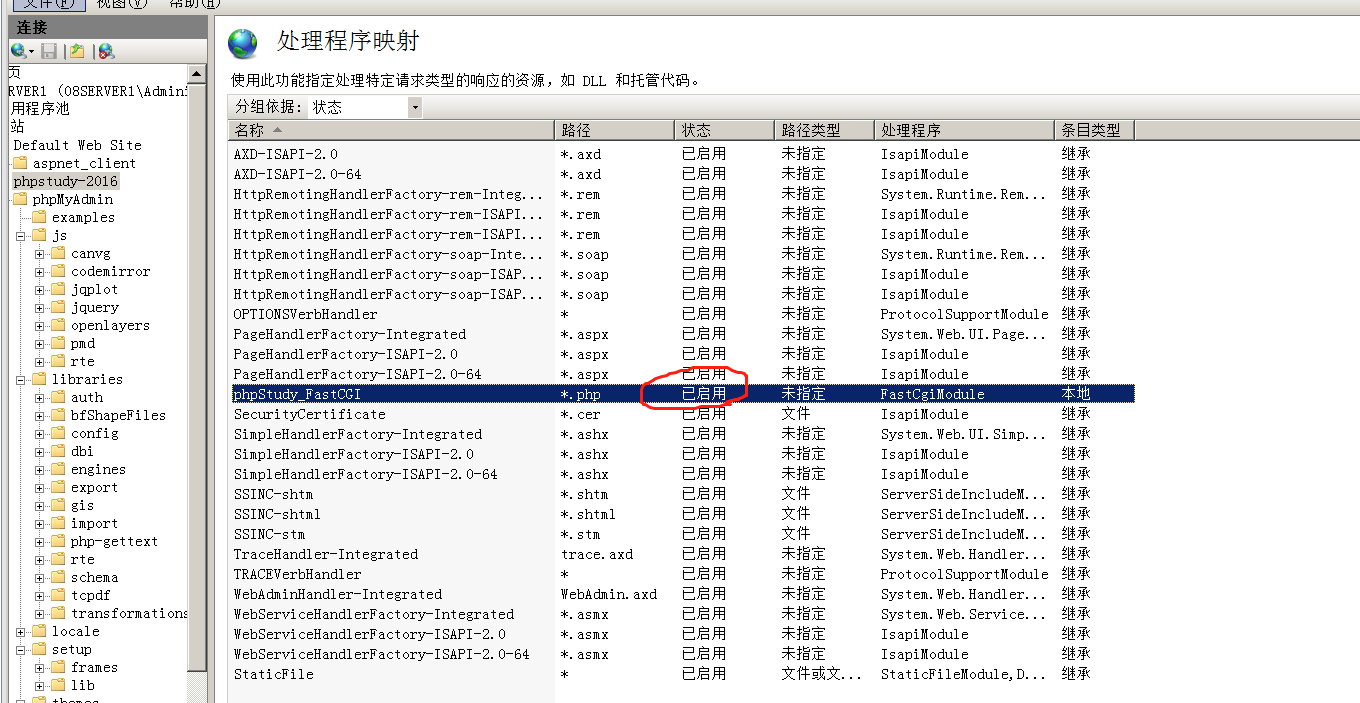 文件(F) 视图(V) 帮助(H)
连接
页
RVER1 (08SERVER1\Admini
用程序池
站
Default Web Site
aspnet_client
phpstudy-2016
phpMyAdmin
examples
js
canvg
codemirror
jqplot
jquery
openlayers
pmd
rte
libraries
auth
bfShapeFiles
config
dbi
engines
export
gis
import
php-gettext
rte
schema
tcpdf
transformations
locale
setup
frames
lib
themes
处理程序映射
使用此功能指定处理特定请求类型的响应的资源，如 DLL 和托管代码。
分组依据: 状态
名称 路径 状态 路径类型 处理程序 条目类型
AXD-ISAPI-2.0 *.axd 已启用 未指定 IsapiModule 继承
AXD-ISAPI-2.0-64 *.axd 已启用 未指定 IsapiModule 继承
HttpRemotingHandlerFactory-rem-Integ... *.rem 已启用 未指定 System.Runtime.Rem... 继承
HttpRemotingHandlerFactory-rem-ISAPI... *.rem 已启用 未指定 IsapiModule 继承
HttpRemotingHandlerFactory-rem-ISAPI... *.rem 已启用 未指定 IsapiModule 继承
HttpRemotingHandlerFactory-soap-Inte... *.soap 已启用 未指定 System.Runtime.Rem... 继承
HttpRemotingHandlerFactory-soap-ISAP... *.soap 已启用 未指定 IsapiModule 继承
HttpRemotingHandlerFactory-soap-ISAP... *.soap 已启用 未指定 IsapiModule 继承
OPTIONSVerbHandler * 已启用 未指定 ProtocolSupportModule 继承
PageHandlerFactory-Integrated *.aspx 已启用 未指定 System.Web.UI.Page... 继承
PageHandlerFactory-ISAPI-2.0 *.aspx 已启用 未指定 IsapiModule 继承
PageHandlerFactory-ISAPI-2.0-64 *.aspx 已启用 未指定 IsapiModule 继承
phpStudy_FastCGI *.php 已启用 未指定 FastCgiModule 本地
SecurityCertificate *.cer 已启用 文件 IsapiModule 继承
SimpleHandlerFactory-Integrated *.ashx 已启用 未指定 System.Web.UI.Simp... 继承
SimpleHandlerFactory-ISAPI-2.0 *.ashx 已启用 未指定 IsapiModule 继承
SimpleHandlerFactory-ISAPI-2.0-64 *.ashx 已启用 未指定 IsapiModule 继承
SSINC-shtm *.shtm 已启用 文件 ServerSideIncludeM... 继承
SSINC-shtml *.shtml 已启用 文件 ServerSideIncludeM... 继承
SSINC-stm *.stm 已启用 文件 ServerSideIncludeM... 继承
TraceHandler-Integrated trace.axd 已启用 未指定 System.Web.Handler... 继承
TRACEVerbHandler * 已启用 未指定 ProtocolSupportModule 继承
WebAdminHandler-Integrated WebAdmin.axd 已启用 未指定 System.Web.Handler... 继承
WebServiceHandlerFactory-Integrated *.asmx 已启用 未指定 System.Web.Service... 继承
WebServiceHandlerFactory-ISAPI-2.0 *.asmx 已启用 未指定 IsapiModule 继承
WebServiceHandlerFactory-ISAPI-2.0-64 *.asmx 已启用 未指定 IsapiModule 继承
StaticFile * 已启用 文件或文... StaticFileModule,D... 继承